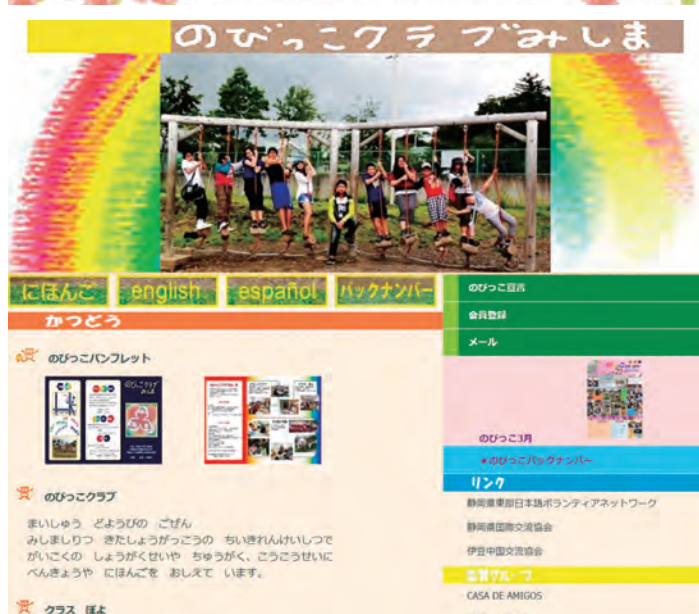 のびっこクラブみしま
にほんご
english
español
バックナンバー
かつどう
のびっこパンフレット
のびっこクラブ
まいしゅう どようびの ごぜん
みしましりつ きたしょうがっこうの ちいきれんけいしつで
がいこくの しょうがくせいや ちゅうがく、こうこうせいに
べんきょうや にほんごを おしえて います。
クラス ぽよ
のびっこ宣言
会員登録
メール
のびっこ3月
★のびっこバックナンバー
リンク
静岡県東部日本語ボランティアネットワーク
静岡県国際交流協会
伊豆中国交流協会
CASA DE AMIGOS